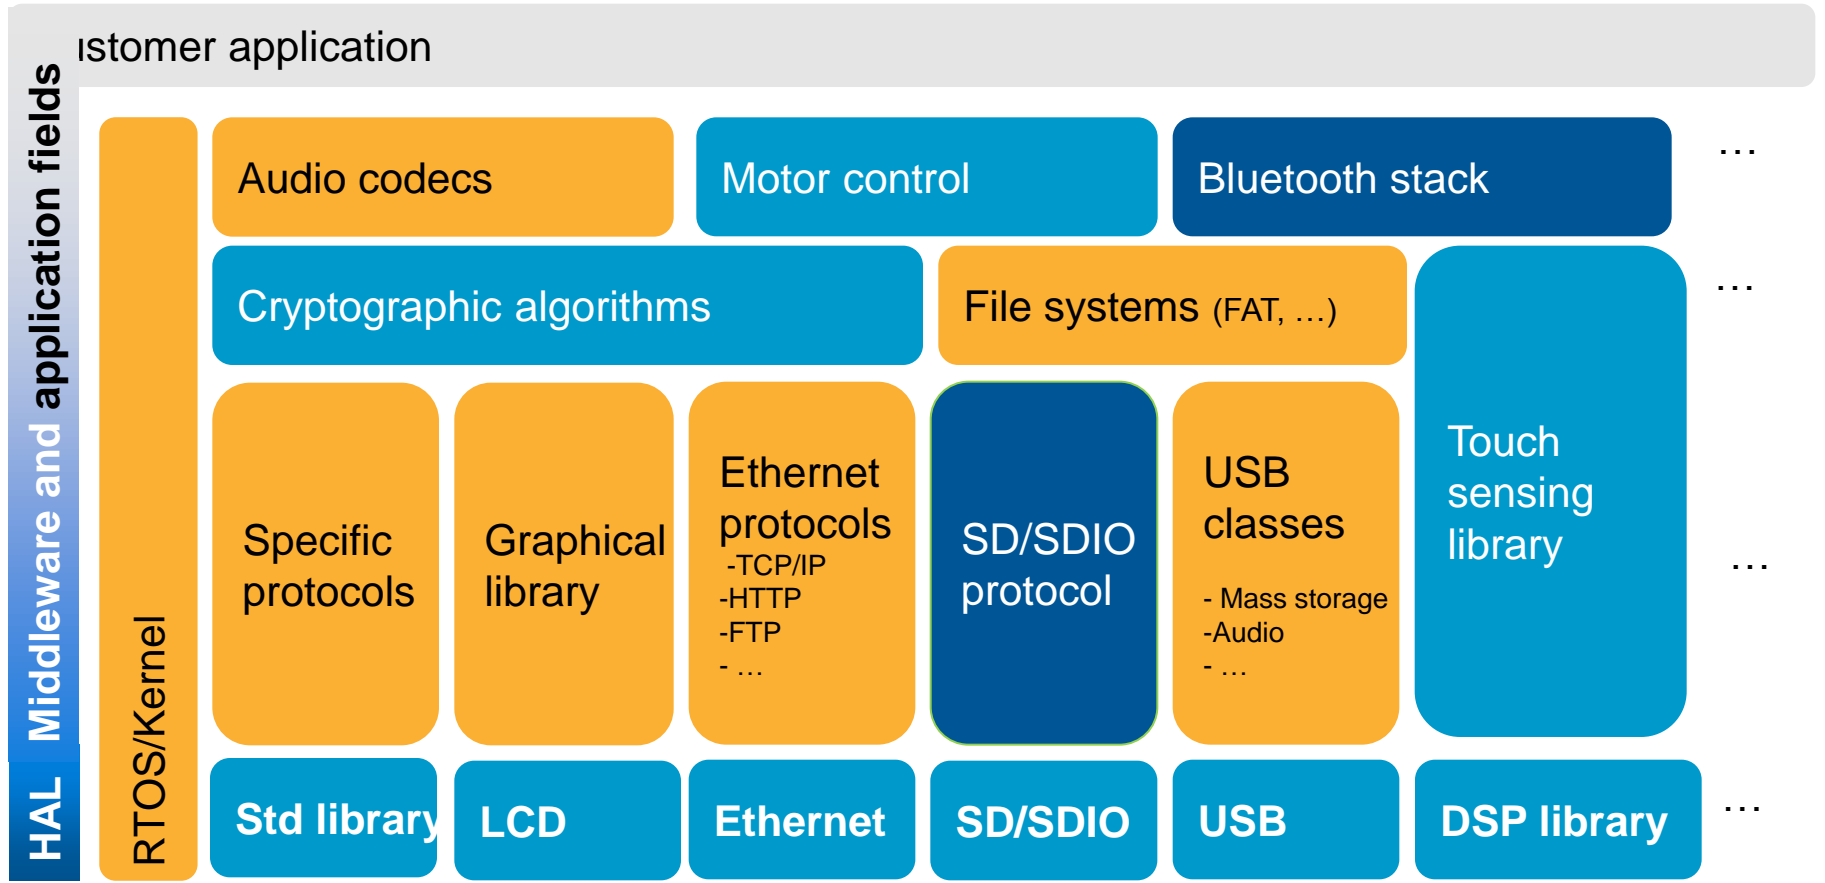 ustomer application
Middleware and application fields
HAL
RTOS/Kernel
Audio codecs
Motor control
Bluetooth stack
…
Cryptographic algorithms
File systems (FAT, …)
…
Specific
protocols
Graphical
library
Ethernet
protocols
-TCP/IP
-HTTP
-FTP
- …
SD/SDIO
protocol
USB
classes
- Mass storage
-Audio
- …
Touch
sensing
library
…
Std library
LCD
Ethernet
SD/SDIO
USB
DSP library
…